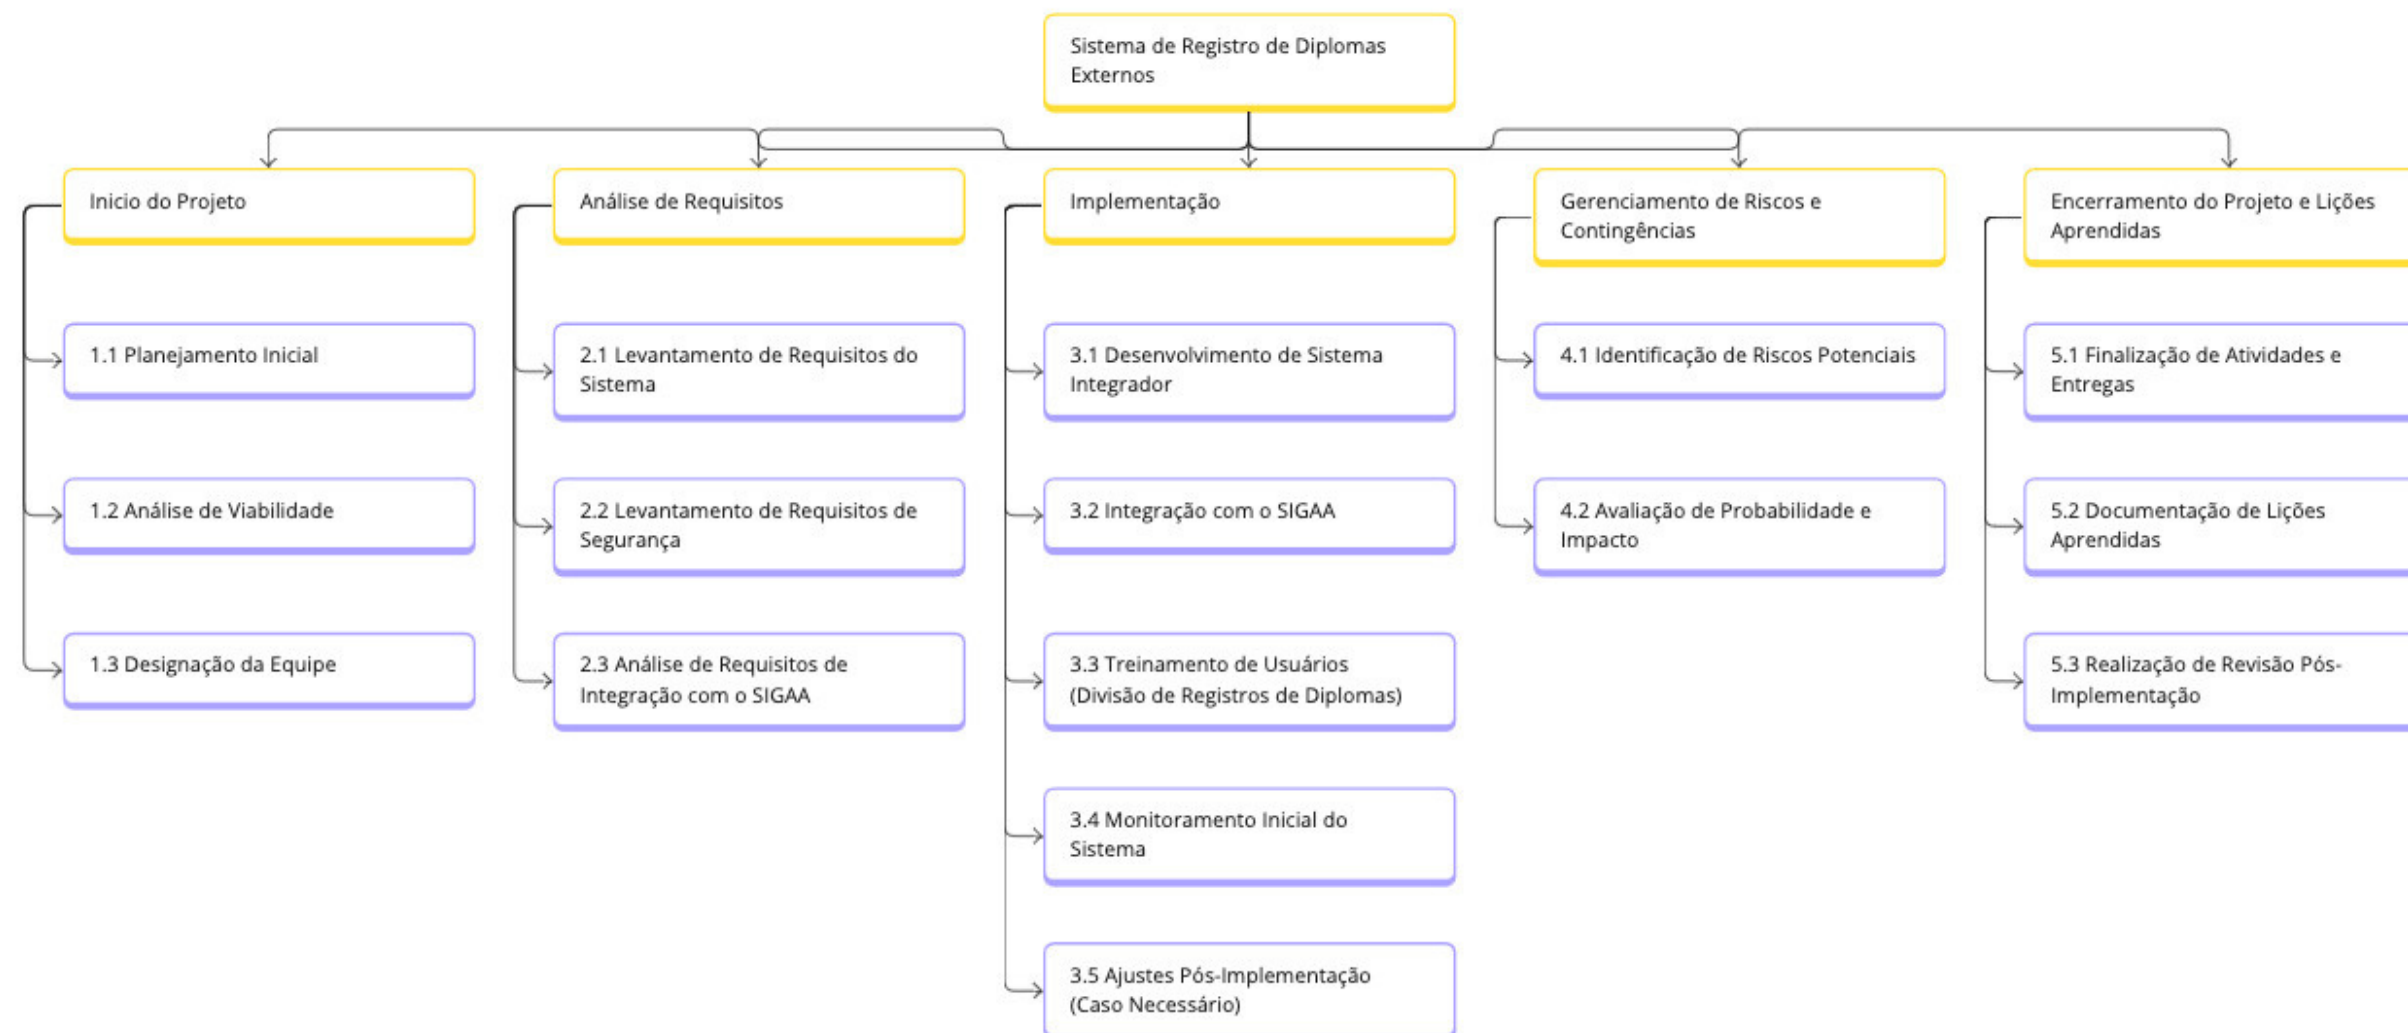 Sistema de Registro de Diplomas
Externos
Inicio do Projeto
Análise de Requisitos
Implementação
Gerenciamento de Riscos e
Contingências
Encerramento do Projeto e Lições
Aprendidas
1.1 Planejamento Inicial
1.2 Análise de Viabilidade
1.3 Designação da Equipe
2.1 Levantamento de Requisitos do
Sistema
2.2 Levantamento de Requisitos de
Segurança
2.3 Análise de Requisitos de
Integração com o SIGAA
3.1 Desenvolvimento de Sistema
Integrador
3.2 Integração com o SIGAA
3.3 Treinamento de Usuários
(Divisão de Registros de Diplomas)
3.4 Monitoramento Inicial do
Sistema
3.5 Ajustes Pós-Implementação
(Caso Necessário)
4.1 Identificação de Riscos Potenciais
4.2 Avaliação de Probabilidade e
Impacto
5.1 Finalização de Atividades e
Entregas
5.2 Documentação de Lições
Aprendidas
5.3 Realização de Revisão Pós-
Implementação